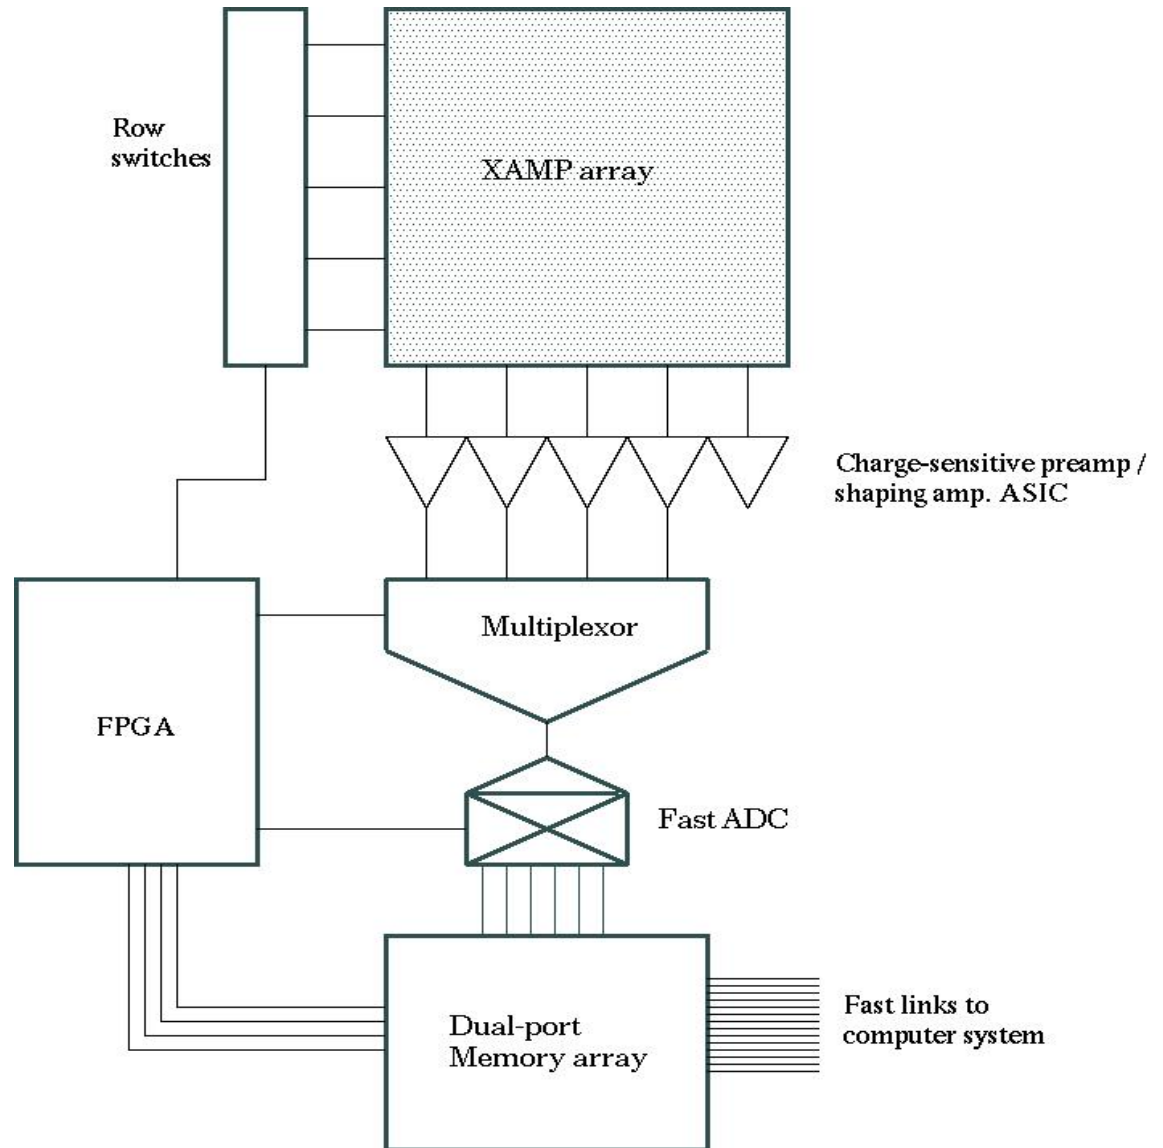 Row
switches
XAMP array
Charge-sensitive preamp /
shaping amp. ASIC
Multiplexor
FPGA
Fast ADC
Dual-port
Memory array
Fast links to
computer system